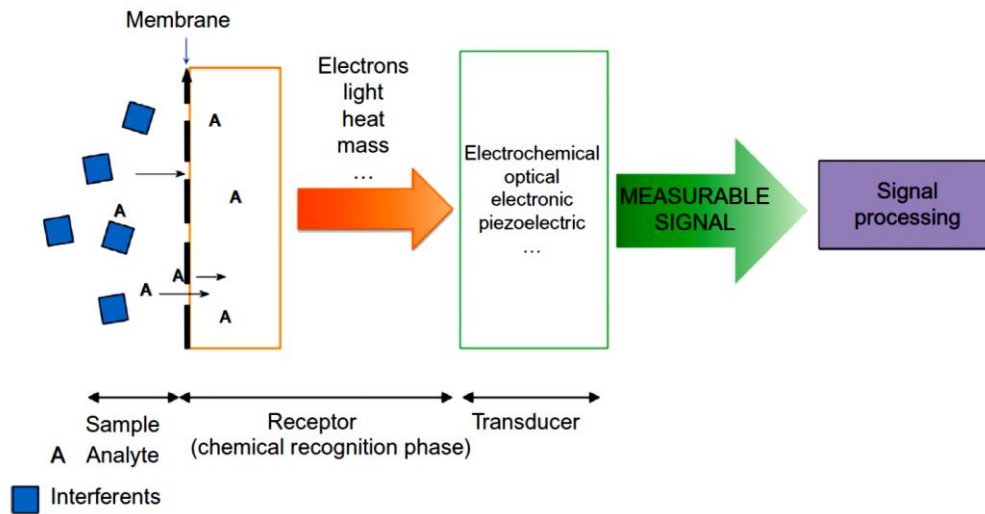 Membrane
Electrons
light
heat
mass
...
A
A
A
A
A
A
Electrochemical
optical
electronic
piezoelectric
...
MEASURABLE
SIGNAL
Signal
processing
Sample
A Analyte
Interferents
Receptor
(chemical recognition phase)
Transducer